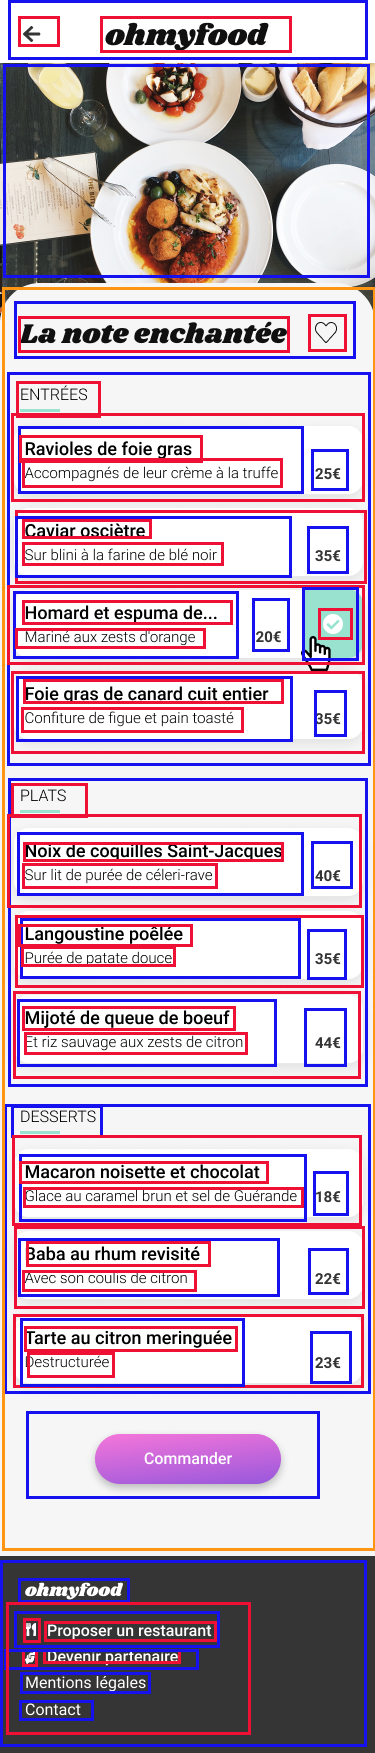 ohmyfood
La note enchantée
ENTRÉES
Ravioles de foie gras
Accompagnés de leur crème à la truffe
25€
Caviar osciètre
Sur blini à la farine de blé noir
35€
Homard et espuma de...
Mariné aux zests d'orange
20€
Foie gras de canard cuit entier
Confiture de figue et pain toasté
35€
PLATS
Noix de coquilles Saint-Jacques
Sur lit de purée de céleri-rave
40€
Langoustine poêlée
Purée de patate douce
35€
Mijoté de queue de boeuf
Et riz sauvage aux zests de citron
44€
DESSERTS
Macaron noisette et chocolat
Glace au caramel brun et sel de Guérande
18€
Baba au rhum revisité
Avec son coulis de citron
22€
Tarte au citron meringuée
Destructurée
23€
Commander
ohmyfood
Proposer un restaurant
Devenir partenaire
Mentions légales
Contact